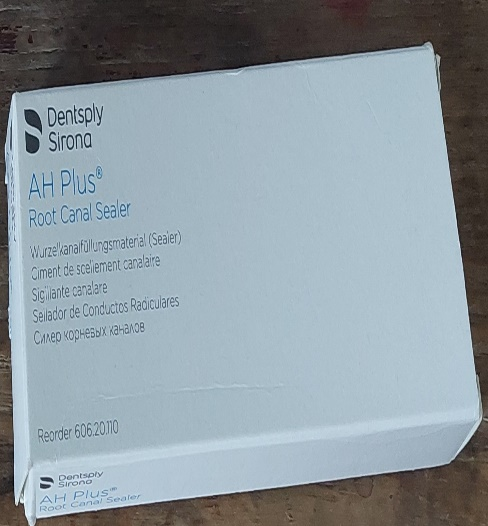 Dentsply
Sirona
AH Plus®
Root Canal Sealer
Wurzelkanalfüllungsmaterial (Sealer)
Ciment de scellement canalaire
Sigillante canalare
Sellador de Conductos Radiculares
Силер корневых каналов
Reorder 606.20.110
Dentsply
Sirona
AH Plus®
Root Canal Sealer